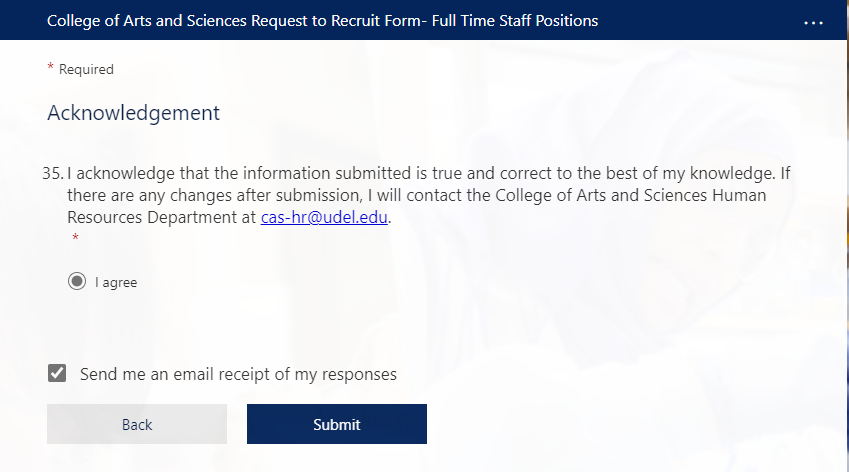 College of Arts and Sciences Request to Recruit Form- Full Time Staff Positions
...
* Required
Acknowledgement
35. I acknowledge that the information submitted is true and correct to the best of my knowledge. If
there are any changes after submission, I will contact the College of Arts and Sciences Human
Resources Department at cas-hr@udel.edu.
*
I agree
Send me an email receipt of my responses
Back
Submit